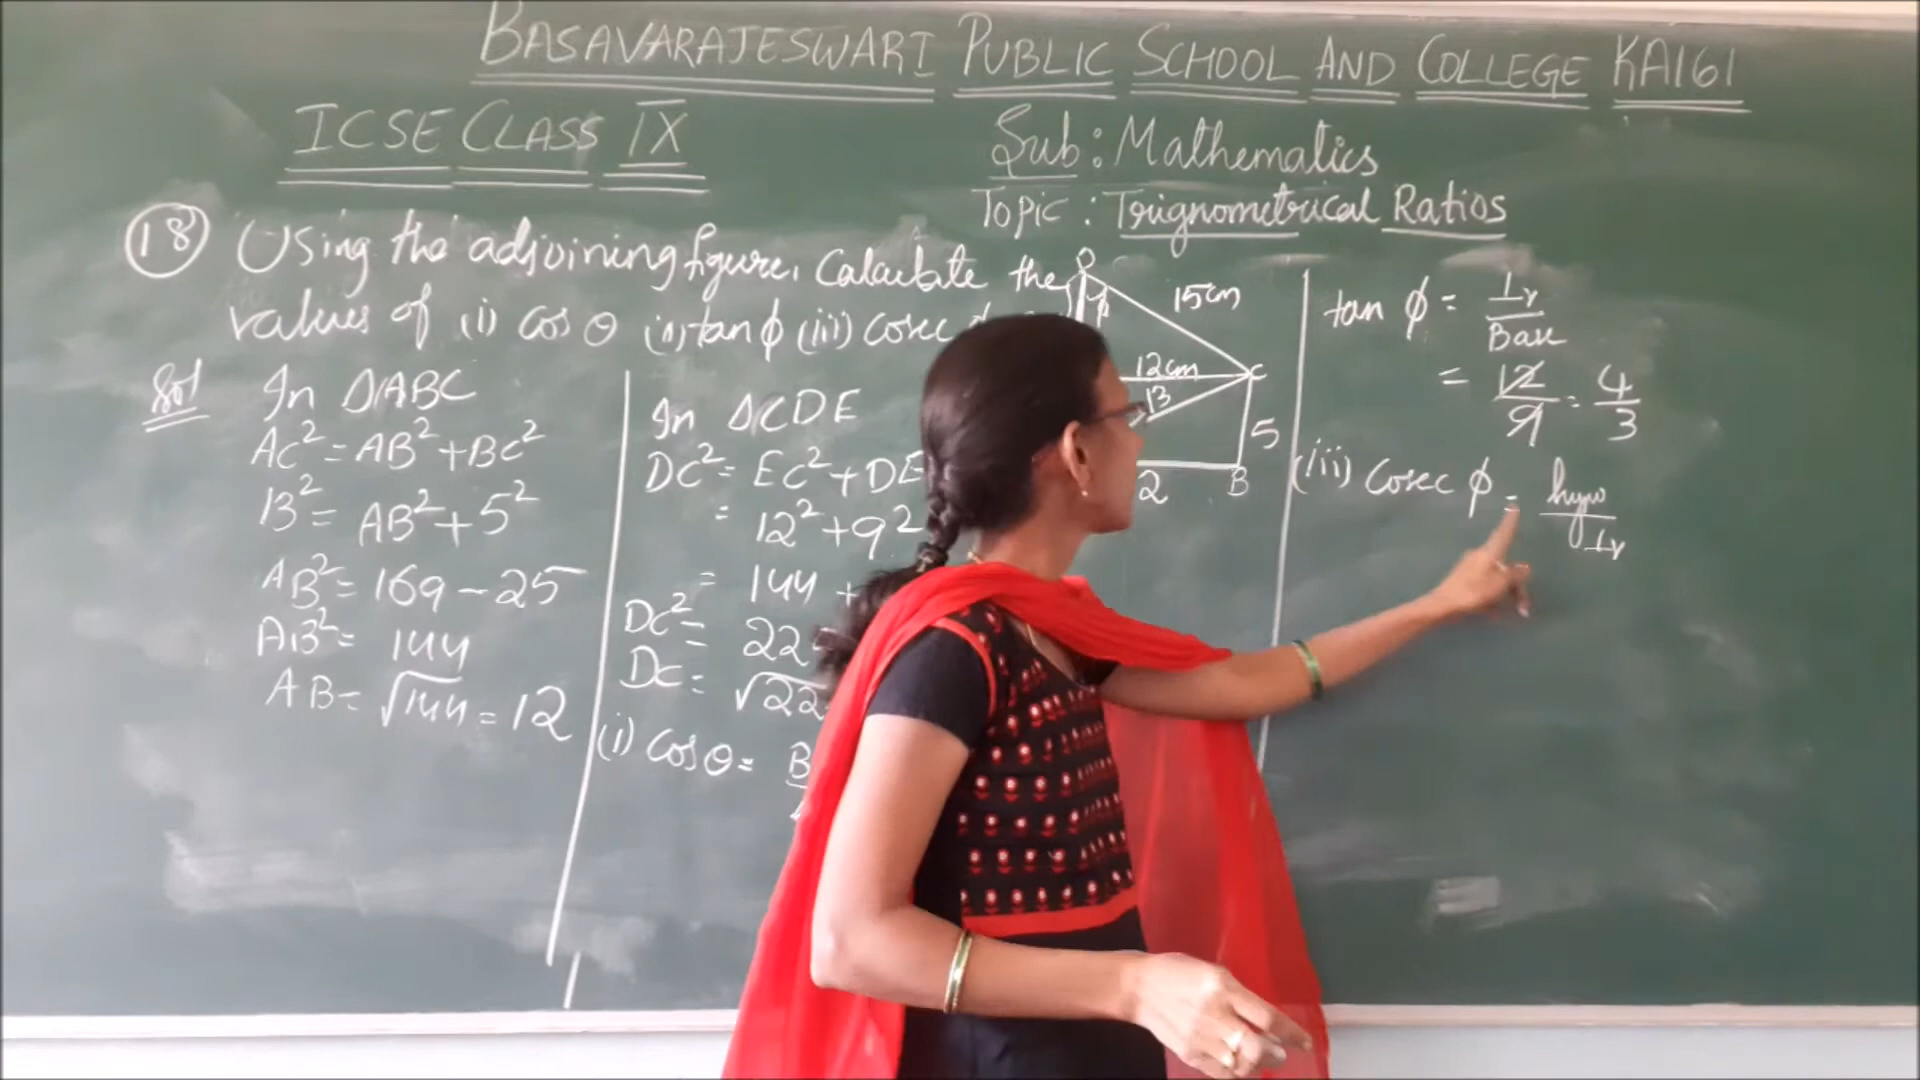 BASAVARAJESWARI PUBLIC SCHOOL AND COLLEGE KA161
ICSE CLASS IX
Sub: Mathematics
Topic: Trignometrical Ratios
(18) Using the adjoining figure, Calculate the
values of (i) cos θ (ii) tan ϕ (iii) cosec
Sol In ΔABC
AC² = AB² + BC²
13² = AB² + 5²
AB² = 169 - 25
AB² = 144
AB = √144 = 12
In ΔCDE
DC² = EC² + DE
= 12² + 9²
= 144 +
DC² = 22
DC = √22
(i) Cos θ = B
D
15cm
12cm C
13
5
2 B
tan ϕ = ⊥r / Base
= 12/9 = 4/3
(iii) Cosec ϕ = hypo / ⊥r